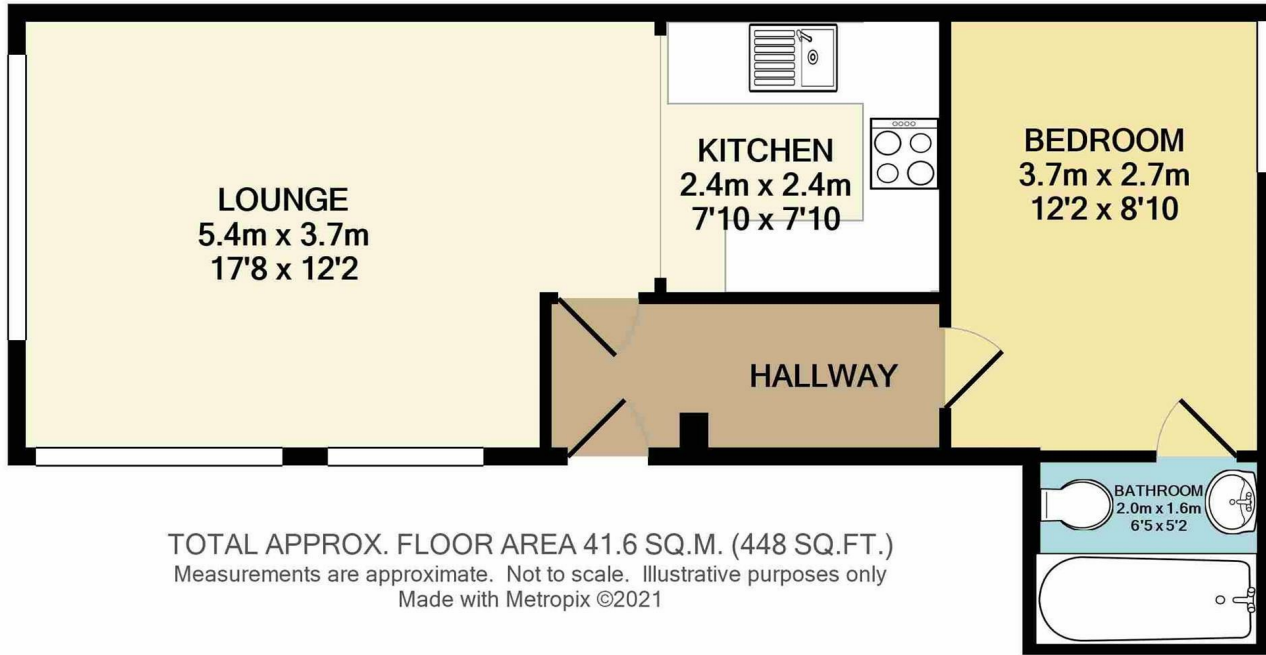 LOUNGE
5.4m x 3.7m
17'8 x 12'2
KITCHEN
2.4m x 2.4m
7'10 x 7'10
BEDROOM
3.7m x 2.7m
12'2 x 8'10
HALLWAY
BATHROOM
2.0m x 1.6m
6'5 x 5'2
TOTAL APPROX. FLOOR AREA 41.6 SQ.M. (448 SQ.FT.)
Measurements are approximate. Not to scale. Illustrative purposes only
Made with Metropix ©2021